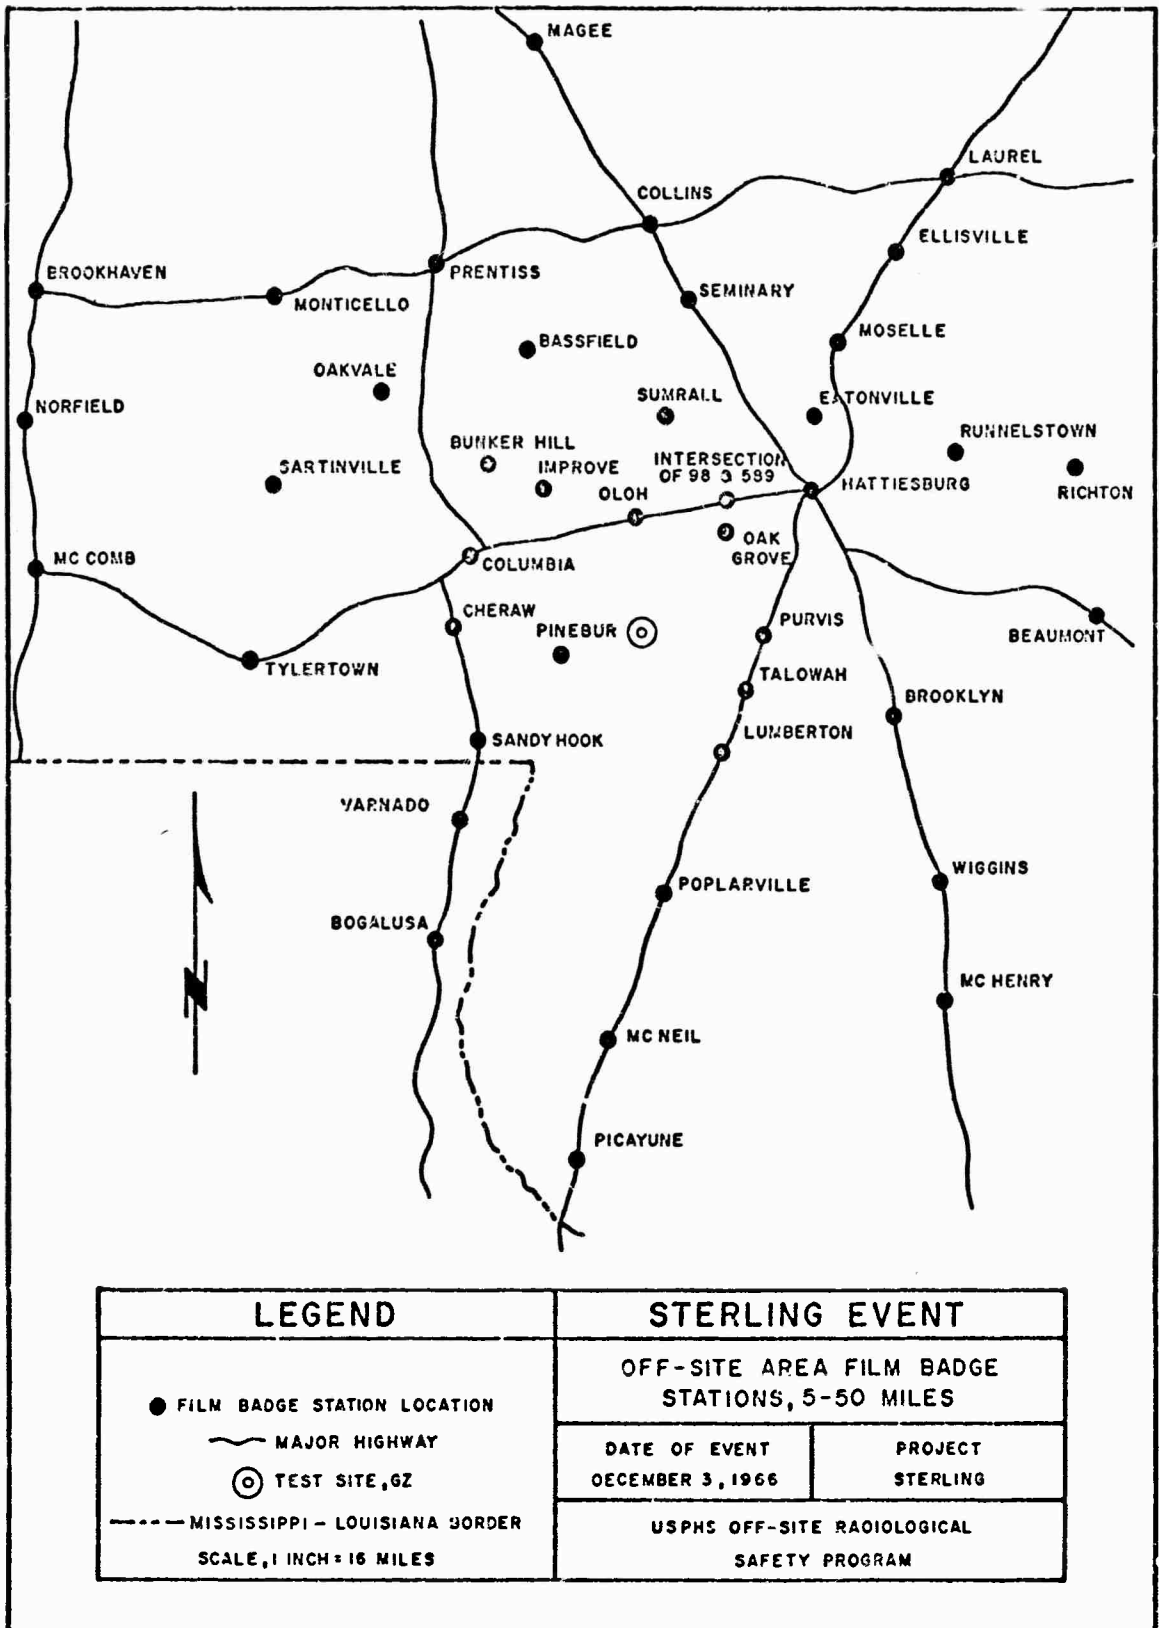 MAGEE
LAUREL
COLLINS
ELLISVILLE
BROOKHAVEN
PRENTISS
MONTICELLO
SEMINARY
MOSELLE
BASSFIELD
OAKVALE
NORFIELD
SUMRALL
EATONVILLE
RUNNELSTOWN
BUNKER HILL
SARTINVILLE
IMPROVE
INTERSECTION
OF 98 & 589
OLOH
HATTIESBURG
RICHTON
MC COMB
COLUMBIA
OAK
GROVE
CHERAW
PINEBUR
PURVIS
BEAUMONT
TYLERTOWN
TALOWAH
BROOKLYN
SANDY HOOK
LUMBERTON
VARNADO
WIGGINS
POPLARVILLE
BOGALUSA
MC HENRY
N
MC NEIL
PICAYUNE
LEGEND
FILM BADGE STATION LOCATION
MAJOR HIGHWAY
TEST SITE, GZ
MISSISSIPPI - LOUISIANA BORDER
SCALE, 1 INCH = 16 MILES
STERLING EVENT
OFF-SITE AREA FILM BADGE
STATIONS, 5-50 MILES
DATE OF EVENT
DECEMBER 3, 1966
PROJECT
STERLING
USPHS OFF-SITE RADIOLOGICAL
SAFETY PROGRAM